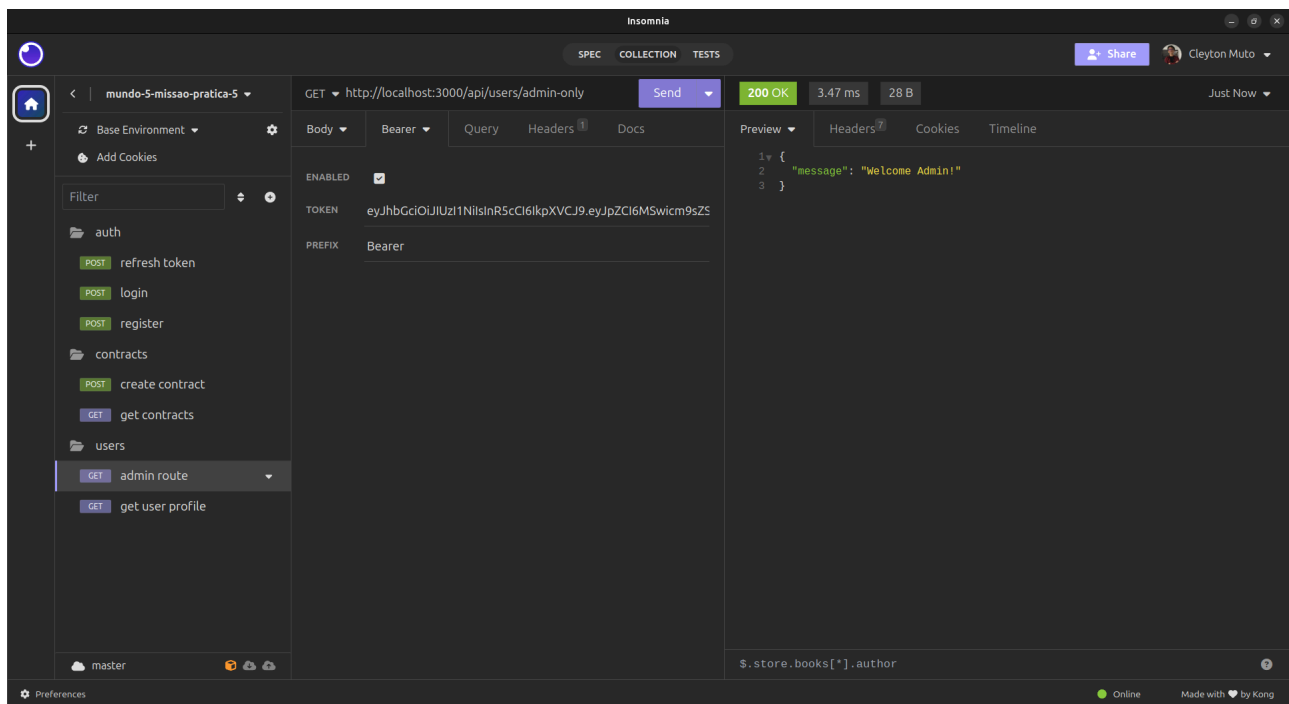 Insomnia
SPEC COLLECTION TESTS
Share
Cleyton Muto
mundo-5-missao-pratica-5
Base Environment
Add Cookies
Filter
auth
POST refresh token
POST login
POST register
contracts
POST create contract
GET get contracts
users
GET admin route
GET get user profile
master
GET http://localhost:3000/api/users/admin-only Send
Body Bearer Query Headers 1 Docs
ENABLED
TOKEN eyJhbGciOiJIUzI1NiIsInR5cCI6IkpXVCJ9.eyJpZCI6MSwicm9sZS
PREFIX Bearer
200 OK 3.47 ms 28 B Just Now
Preview Headers 7 Cookies Timeline
1 {
2 "message": "Welcome Admin!"
3 }
$.store.books[*].author
Preferences
Online Made with ❤ by Kong